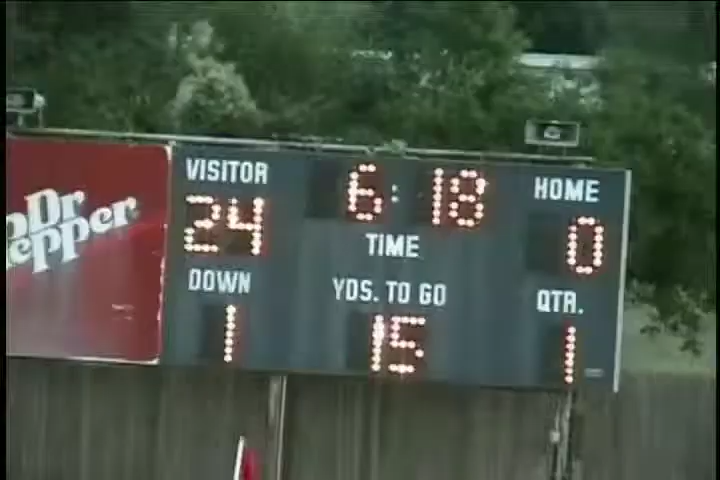 Dr
Pepper
VISITOR 6:18 HOME
24 TIME 0
DOWN YDS. TO GO QTR.
1 15 1